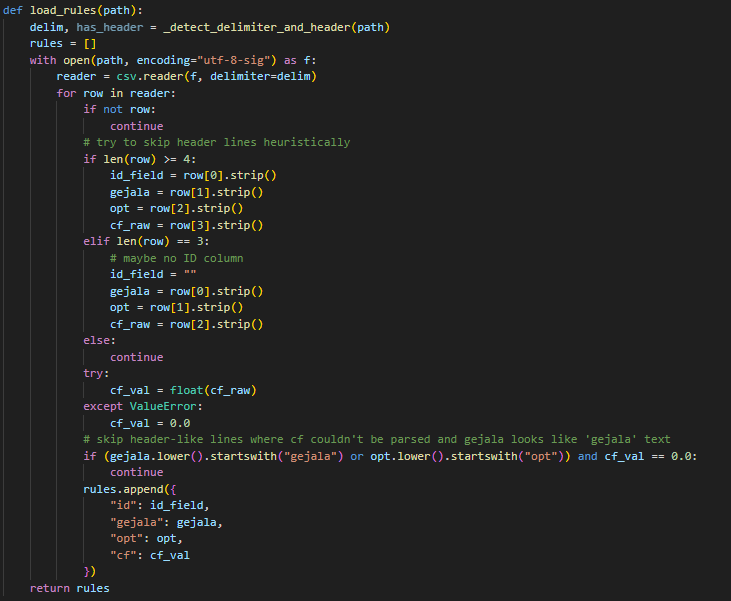 def load_rules(path):
    delim, has_header = _detect_delimiter_and_header(path)
    rules = []
    with open(path, encoding="utf-8-sig") as f:
        reader = csv.reader(f, delimiter=delim)
        for row in reader:
            if not row:
                continue
            # try to skip header lines heuristically
            if len(row) >= 4:
                id_field = row[0].strip()
                gejala = row[1].strip()
                opt = row[2].strip()
                cf_raw = row[3].strip()
            elif len(row) == 3:
                # maybe no ID column
                id_field = ""
                gejala = row[0].strip()
                opt = row[1].strip()
                cf_raw = row[2].strip()
            else:
                continue
            try:
                cf_val = float(cf_raw)
            except ValueError:
                cf_val = 0.0
            # skip header-like lines where cf couldn't be parsed and gejala looks like 'gejala' text
            if (gejala.lower().startswith("gejala") or opt.lower().startswith("opt")) and cf_val == 0.0:
                continue
            rules.append({
                "id": id_field,
                "gejala": gejala,
                "opt": opt,
                "cf": cf_val
            })
    return rules